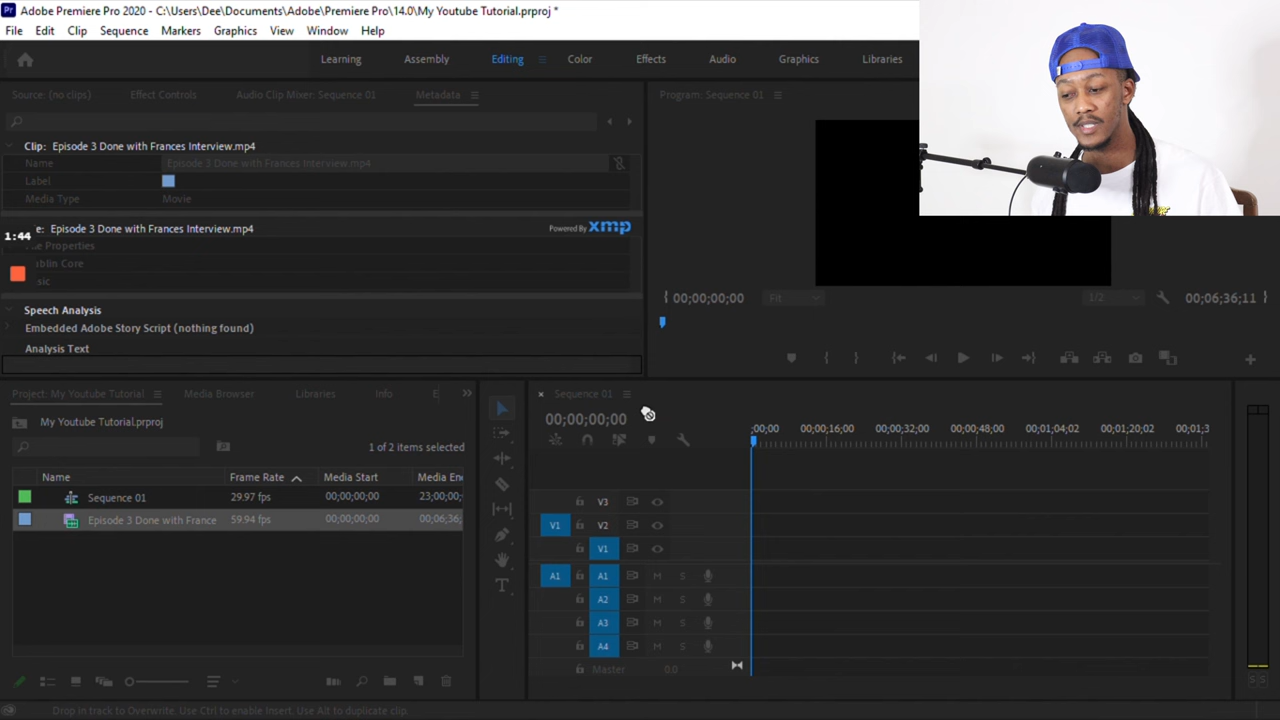 Adobe Premiere Pro 2020 - C:\Users\Dee\Documents\Adobe\Premiere Pro\14.0\My Youtube Tutorial.prproj *
File Edit Clip Sequence Markers Graphics View Window Help
Learning Assembly Editing Color Effects Audio Graphics Libraries
Source: (no clips) Effect Controls Audio Clip Mixer: Sequence 01 Metadata
Program: Sequence 01
Clip: Episode 3 Done with Frances Interview.mp4
Name Episode 3 Done with Frances Interview.mp4
Label
Media Type Movie
1:44 e: Episode 3 Done with Frances Interview.mp4 Powered By xmp
le Properties
ublin Core
sic
Speech Analysis
Embedded Adobe Story Script (nothing found)
Analysis Text
00;00;00;00 Fit 1/2 00;06;36;11
Project: My Youtube Tutorial Media Browser Libraries Info E
My Youtube Tutorial.prproj
1 of 2 items selected
Name Frame Rate Media Start Media En
Sequence 01 29.97 fps 00;00;00;00 23;00;00;
Episode 3 Done with France 59.94 fps 00;00;00;00 00;06;36;
Sequence 01
00;00;00;00
;00;00 00;00;16;00 00;00;32;00 00;00;48;00 00;01;04;02 00;01;20;02 00;01;3
V3
V1 V2
V1
A1 A1 M S
A2 M S
A3 M S
A4 M S
Master 0.0
S S
Drop in track to Overwrite. Use Ctrl to enable Insert. Use Alt to duplicate clip.